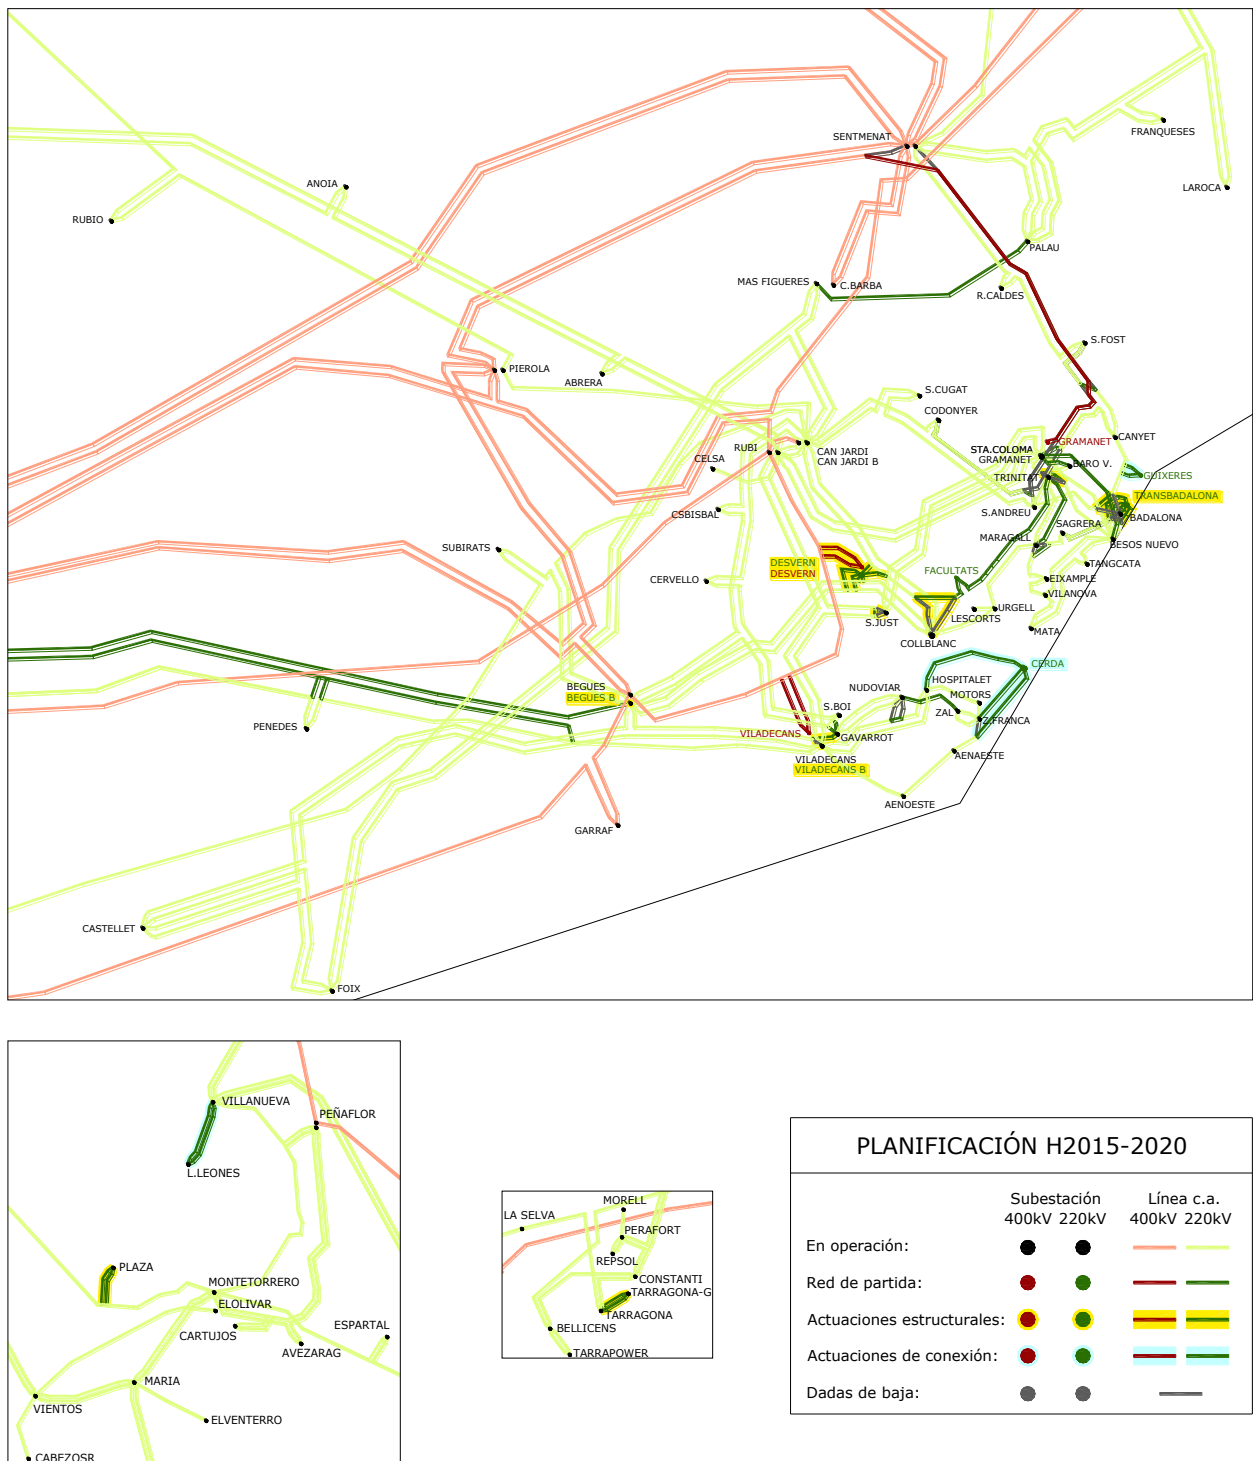 SENTMENAT
FRANQUESES
ANOIA
LAROCA
RUBIO
PALAU
MAS FIGUERES
C.BARBA
R.CALDES
S.FOST
PIEROLA
ABRERA
S.CUGAT
CODONYER
CANYET
GRAMANET
RUBI
CAN JARDI
STA.COLOMA
CAN JARDI B
GRAMANET
BARO V.
CELSA
TRINITAT
GUIXERES
TRANSBADALONA
CSBISBAL
S.ANDREU
BADALONA
SAGRERA
SUBIRATS
MARAGALL
BESOS NUEVO
DESVERN
TANGCATA
DESVERN
FACULTATS
CERVELLO
EIXAMPLE
VILANOVA
S.JUST
LESCORTS
URGELL
MATA
COLLBLANC
CERDA
BEGUES
HOSPITALET
BEGUES B
NUDOVIAR
MOTORS
S.BOI
ZAL
Z.FRANCA
PENEDES
VILADECANS
GAVARROT
AENAESTE
VILADECANS
VILADECANS B
AENOESTE
GARRAF
CASTELLET
FOIX
VILLANUEVA
PEÑAFLOR
L.LEONES
PLAZA
MONTETORRERO
ELOLIVAR
CARTUJOS
ESPARTAL
AVEZARAG
MARIA
VIENTOS
ELVENTERRO
CABEZOSR
MORELL
LA SELVA
PERAFORT
REPSOL
CONSTANTI
TARRAGONA-G
TARRAGONA
BELLICENS
TARRAPOWER
PLANIFICACIÓN H2015-2020
Subestación Línea c.a.
400kV 220kV 400kV 220kV
En operación:
Red de partida:
Actuaciones estructurales:
Actuaciones de conexión:
Dadas de baja: